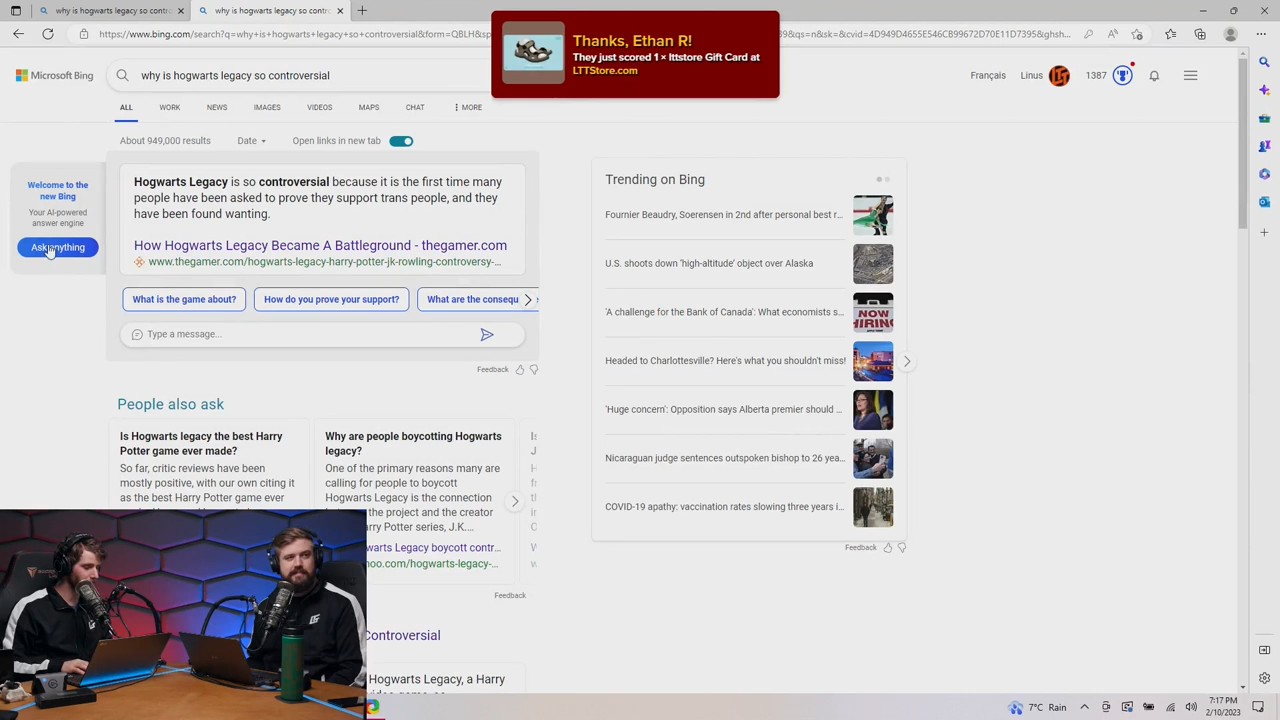 hogwarts legacy so controversial
hogwarts legacy so controversial
Thanks, Ethan R!
They just scored 1 × lttstore Gift Card at
LTTStore.com
https://www.bing.com/search?q=why+is+hogwarts+legacy+so+controversial&form=QBLH&sp
39&qs=n&sk=&cvid=4D949D4655E546CB99672D70E11D7395&ghsh...
Microsoft Bing
why is hogwarts legacy so controversial
Français
Linus
1387
ALL
WORK
NEWS
IMAGES
VIDEOS
MAPS
CHAT
MORE
About 949,000 results
Date
Open links in new tab
Welcome to the
new Bing
Your AI-powered
answer engine
Ask anything
Hogwarts Legacy is so controversial because it is the first time many
people have been asked to prove they support trans people, and they
have been found wanting.
How Hogwarts Legacy Became A Battleground - thegamer.com
www.thegamer.com/hogwarts-legacy-harry-potter-jk-rowling-controversy-...
What is the game about?
How do you prove your support?
What are the consequ
Type a message...
Feedback
People also ask
Is Hogwarts legacy the best Harry
Potter game ever made?
So far, critic reviews have been
mostly positive, with our own citing it
as the best Harry Potter game ever
Why are people boycotting Hogwarts
legacy?
One of the primary reasons many are
calling for people to boycott
Hogwarts Legacy is the connection
the project and the creator
rry Potter series, J.K...
warts Legacy boycott contr...
hoo.com/hogwarts-legacy-...
Feedback
Controversial
Hogwarts Legacy, a Harry
Trending on Bing
Fournier Beaudry, Soerensen in 2nd after personal best r...
U.S. shoots down ‘high-altitude’ object over Alaska
'A challenge for the Bank of Canada': What economists s...
NOW
HIRING
Headed to Charlottesville? Here's what you shouldn't miss!
'Huge concern': Opposition says Alberta premier should ...
Nicaraguan judge sentences outspoken bishop to 26 yea...
COVID-19 apathy: vaccination rates slowing three years i...
Feedback
7°C Rain
7:17 PM
2/10/2023